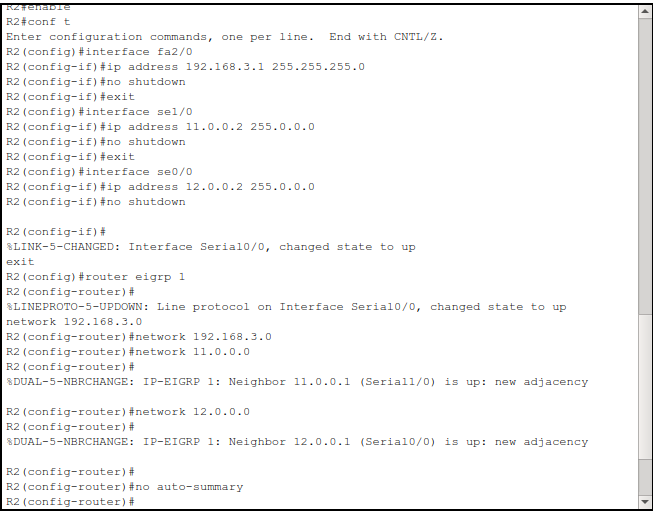 R2#enable
R2#conf t
Enter configuration commands, one per line.  End with CNTL/Z.
R2(config)#interface fa2/0
R2(config-if)#ip address 192.168.3.1 255.255.255.0
R2(config-if)#no shutdown
R2(config-if)#exit
R2(config)#interface se1/0
R2(config-if)#ip address 11.0.0.2 255.0.0.0
R2(config-if)#no shutdown
R2(config-if)#exit
R2(config)#interface se0/0
R2(config-if)#ip address 12.0.0.2 255.0.0.0
R2(config-if)#no shutdown
R2(config-if)#
%LINK-5-CHANGED: Interface Serial0/0, changed state to up
exit
R2(config)#router eigrp 1
R2(config-router)#
%LINEPROTO-5-UPDOWN: Line protocol on Interface Serial0/0, changed state to up
network 192.168.3.0
R2(config-router)#network 192.168.3.0
R2(config-router)#network 11.0.0.0
R2(config-router)#
%DUAL-5-NBRCHANGE: IP-EIGRP 1: Neighbor 11.0.0.1 (Serial1/0) is up: new adjacency
R2(config-router)#network 12.0.0.0
R2(config-router)#
%DUAL-5-NBRCHANGE: IP-EIGRP 1: Neighbor 12.0.0.1 (Serial0/0) is up: new adjacency
R2(config-router)#
R2(config-router)#no auto-summary
R2(config-router)#